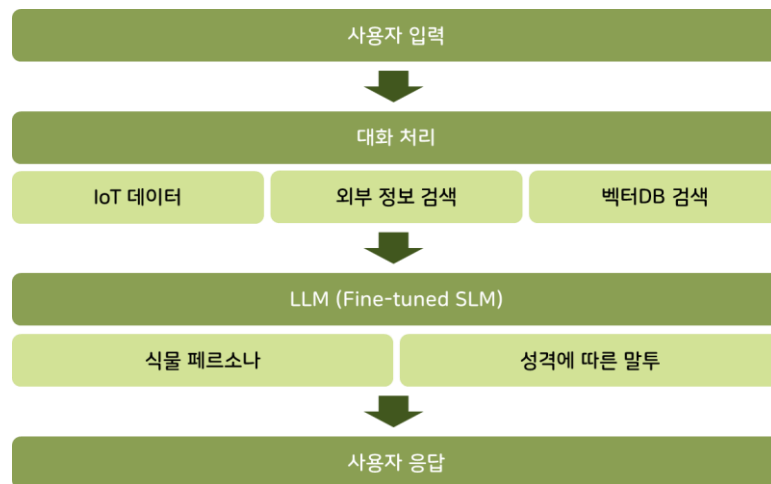 사용자 입력
대화 처리
IoT 데이터
외부 정보 검색
벡터DB 검색
LLM (Fine-tuned SLM)
식물 페르소나
성격에 따른 말투
사용자 응답